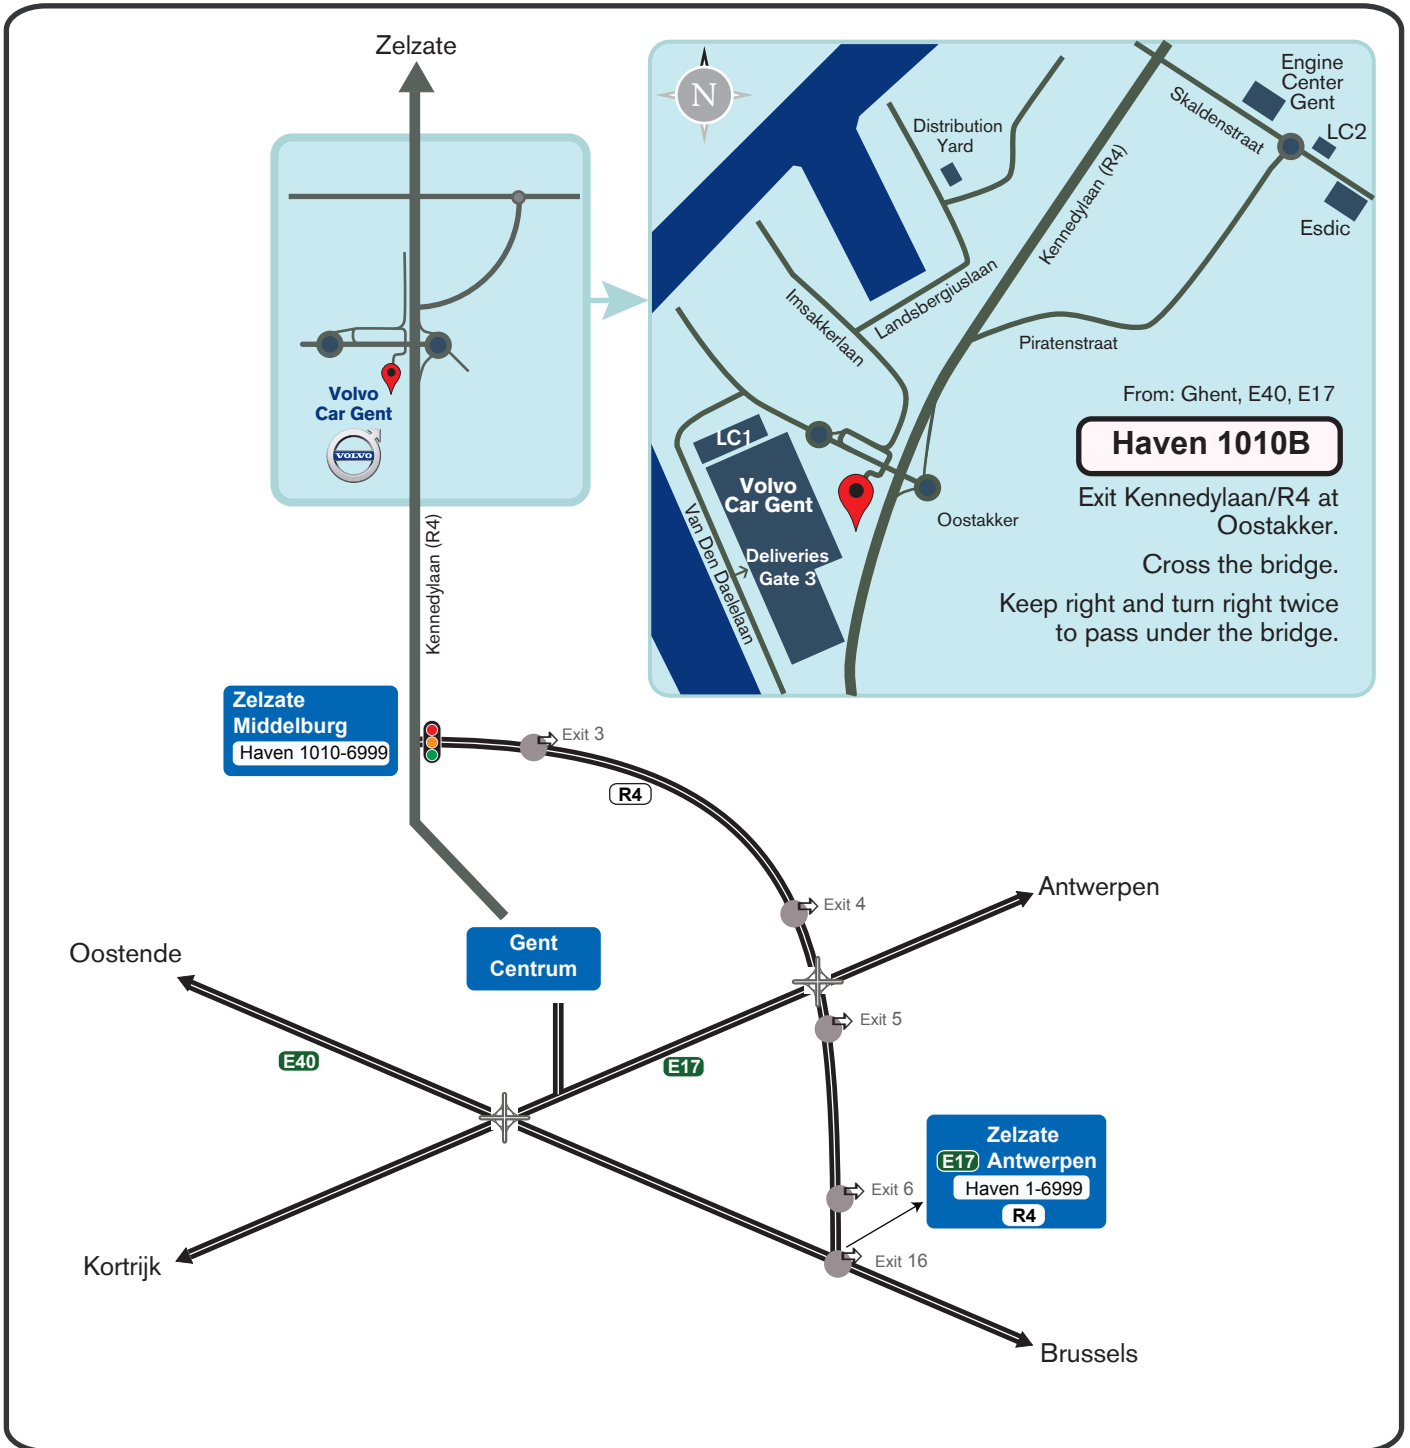 Zelzate
N
Distribution
Yard
Engine
Center
Gent
LC2
Skaldenstraat
Esdic
Kennedylaan (R4)
Landsbergiuslaan
Imsakkerlaan
Piratenstraat
Volvo
Car Gent
VOLVO
LC1
Volvo
Car Gent
Deliveries
Gate 3
Van Den Daelelaan
Oostakker
From: Ghent, E40, E17
Haven 1010B
Exit Kennedylaan/R4 at
Oostakker.
Cross the bridge.
Keep right and turn right twice
to pass under the bridge.
Kennedylaan (R4)
Zelzate
Middelburg
Haven 1010-6999
Exit 3
R4
Exit 4
Antwerpen
Gent
Centrum
Oostende
Exit 5
E40
E17
Zelzate
E17 Antwerpen
Haven 1-6999
R4
Exit 6
Exit 16
Kortrijk
Brussels